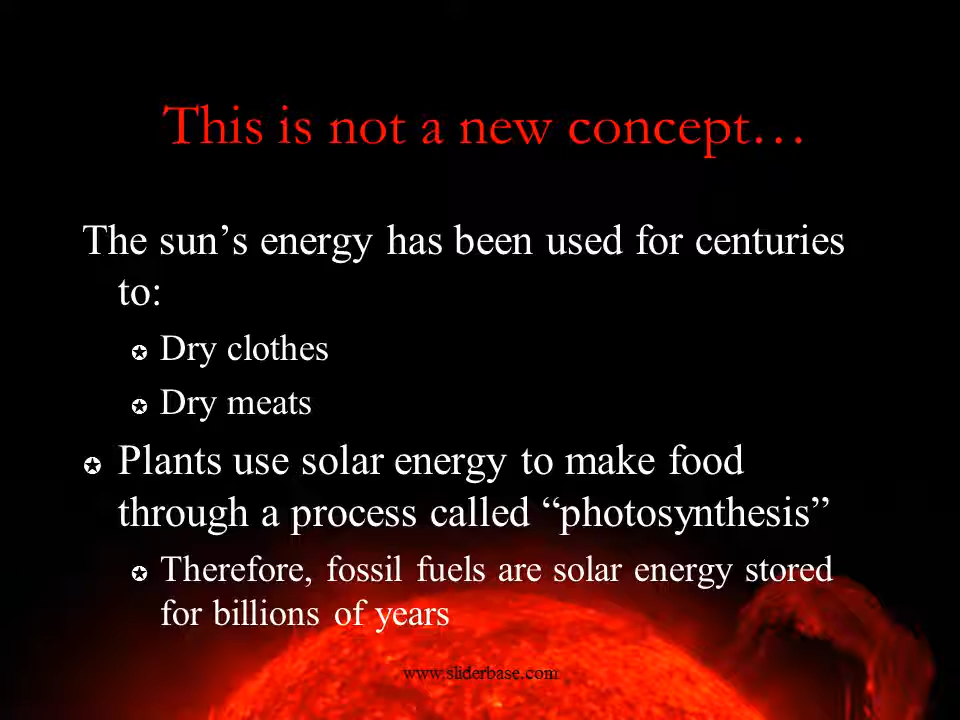 This is not a new concept…
The sun’s energy has been used for centuries
to:
✪ Dry clothes
✪ Dry meats
✪ Plants use solar energy to make food
through a process called “photosynthesis”
✪ Therefore, fossil fuels are solar energy stored
for billions of years
www.sliderbase.com